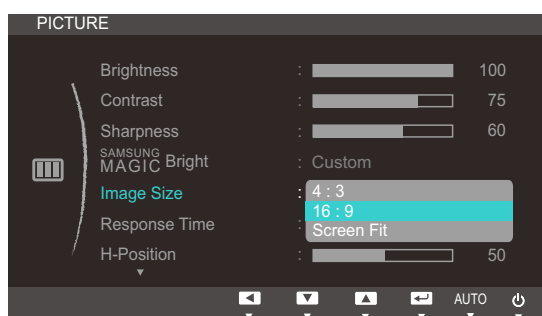 PICTURE
Brightness : 100
Contrast : 75
Sharpness : 60
SAMSUNG
MAGIC Bright : Custom
Image Size : 4 : 3
16 : 9
Screen Fit
Response Time :
H-Position : 50
AUTO